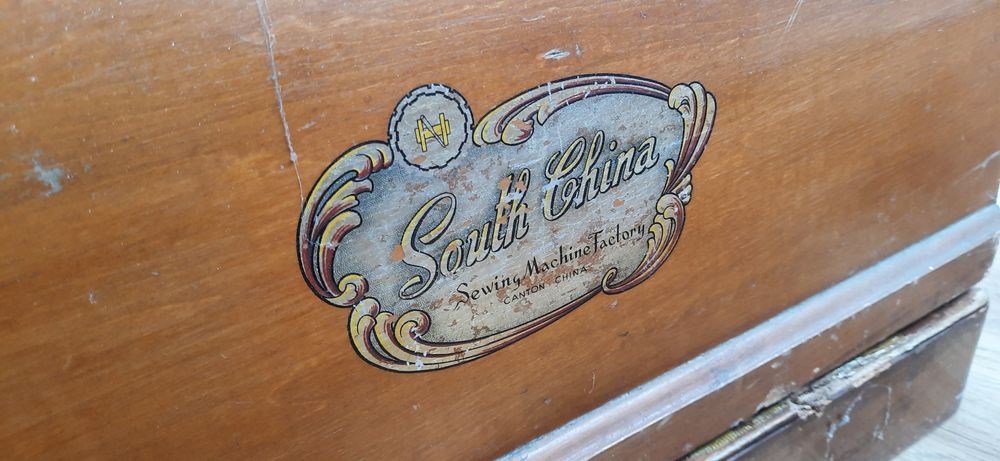 South China
Sewing Machine Factory
CANTON CHINA